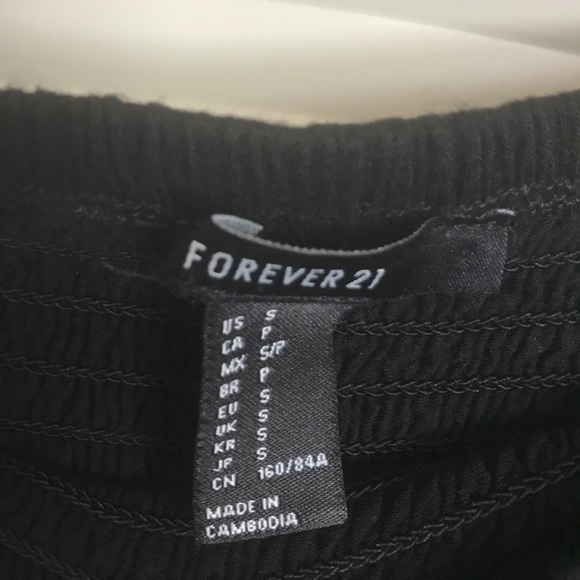 FOREVER 21
US S
CA P
MX S/P
BR P
EU S
UK S
KR S
JP S
CN 160/84A
MADE IN
CAMBODIA